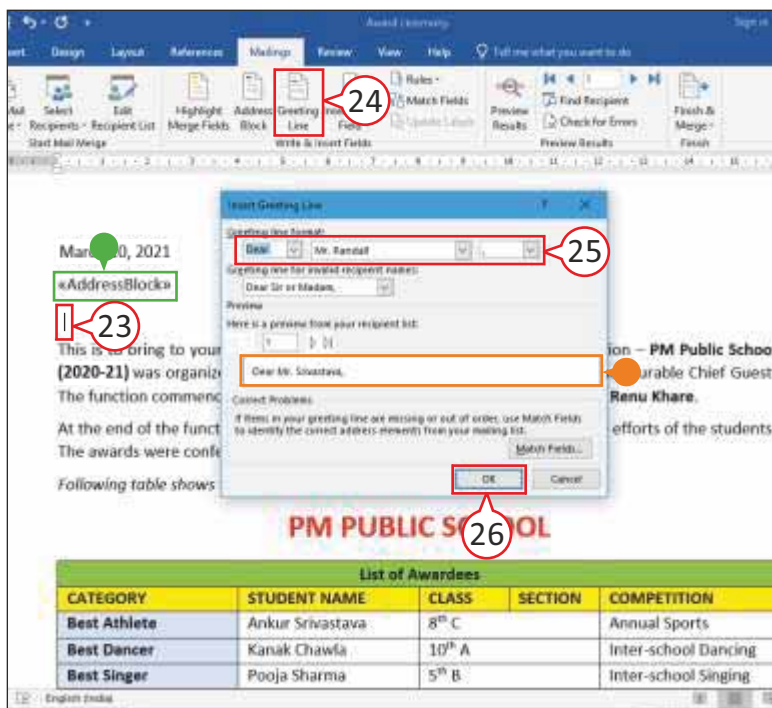 Award Ceremony Sign in
Design Layout References Mailings Review View Help Tell me what you want to do
Select Recipients Edit Recipient List Highlight Merge Fields Address Block Greeting Line Field Rules Match Fields Update Labels Preview Results 1 Find Recipient Check for Errors Finish & Merge
Start Mail Merge Write & Insert Fields Preview Results Finish
24
Insert Greeting Line ?
Greeting line format:
Dear Mr. Randall ,
25
Greeting line for invalid recipient names:
Dear Sir or Madam,
Preview
Here is a preview from your recipient list:
1
Dear Mr. Srivastava,
Correct Problems
If items in your greeting line are missing or out of order, use Match Fields
to identify the correct address elements from your mailing list.
Match Fields...
OK Cancel
26
0, 2021
«AddressBlock»
23
This is to bring to your ion – PM Public Schoo
(2020-21) was organiz urable Chief Guest
The function commenc Renu Khare.
At the end of the funct efforts of the students
The awards were confe
Following table shows
PM PUBLIC SC OOL
List of Awardees
CATEGORY STUDENT NAME CLASS SECTION COMPETITION
Best Athlete Ankur Srivastava 8th C Annual Sports
Best Dancer Kanak Chawla 10th A Inter-school Dancing
Best Singer Pooja Sharma 5th B Inter-school Singing
English (India)